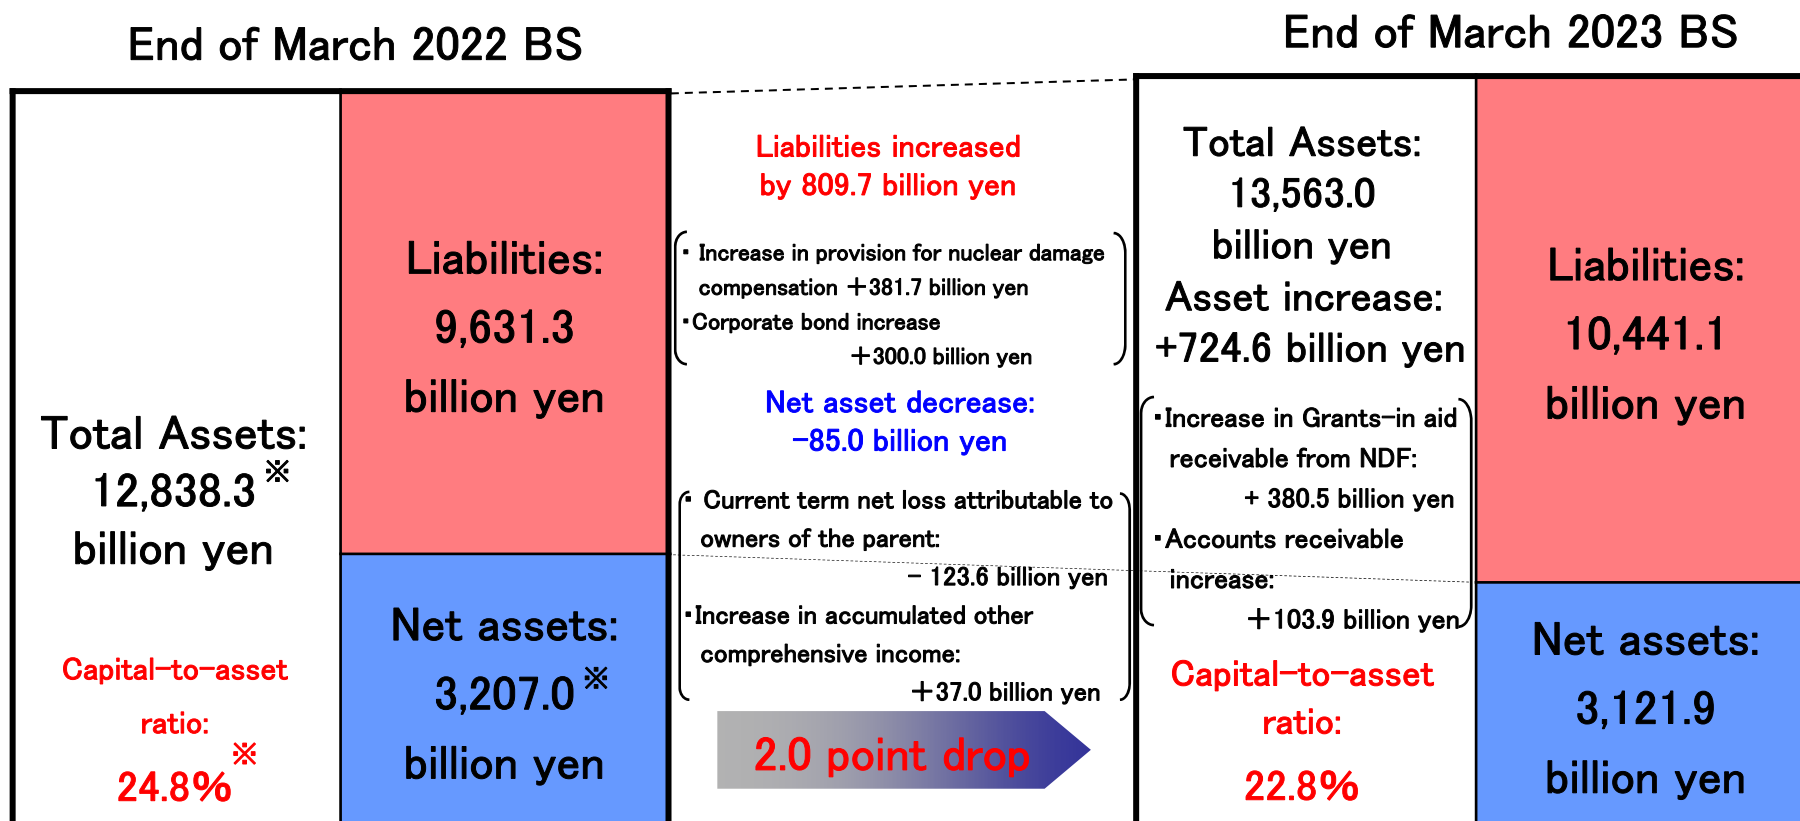 End of March 2022 BS
Total Assets:
12,838.3※
billion yen
Capital-to-asset
ratio:
24.8%※
Liabilities:
9,631.3
billion yen
Net assets:
3,207.0※
billion yen
Liabilities increased
by 809.7 billion yen
・ Increase in provision for nuclear damage
compensation ＋381.7 billion yen
・Corporate bond increase
＋300.0 billion yen
Net asset decrease:
-85.0 billion yen
・ Current term net loss attributable to
owners of the parent:
- 123.6 billion yen
・Increase in accumulated other
comprehensive income:
＋37.0 billion yen
2.0 point drop
End of March 2023 BS
Total Assets:
13,563.0
billion yen
Asset increase:
+724.6 billion yen
・Increase in Grants-in aid
receivable from NDF:
+ 380.5 billion yen
・Accounts receivable
increase:
＋103.9 billion yen
Capital-to-asset
ratio:
22.8%
Liabilities:
10,441.1
billion yen
Net assets:
3,121.9
billion yen